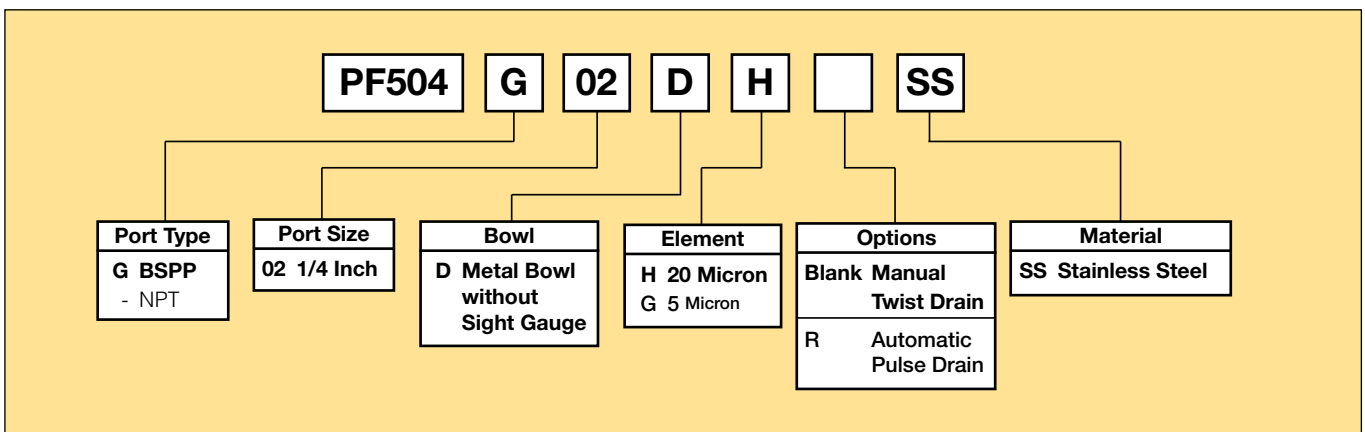 PF504 G 02 D H SS
Port Type
G BSPP
- NPT
Port Size
02 1/4 Inch
Bowl
D Metal Bowl
without
Sight Gauge
Element
H 20 Micron
G 5 Micron
Options
Blank Manual
Twist Drain
R Automatic
Pulse Drain
Material
SS Stainless Steel